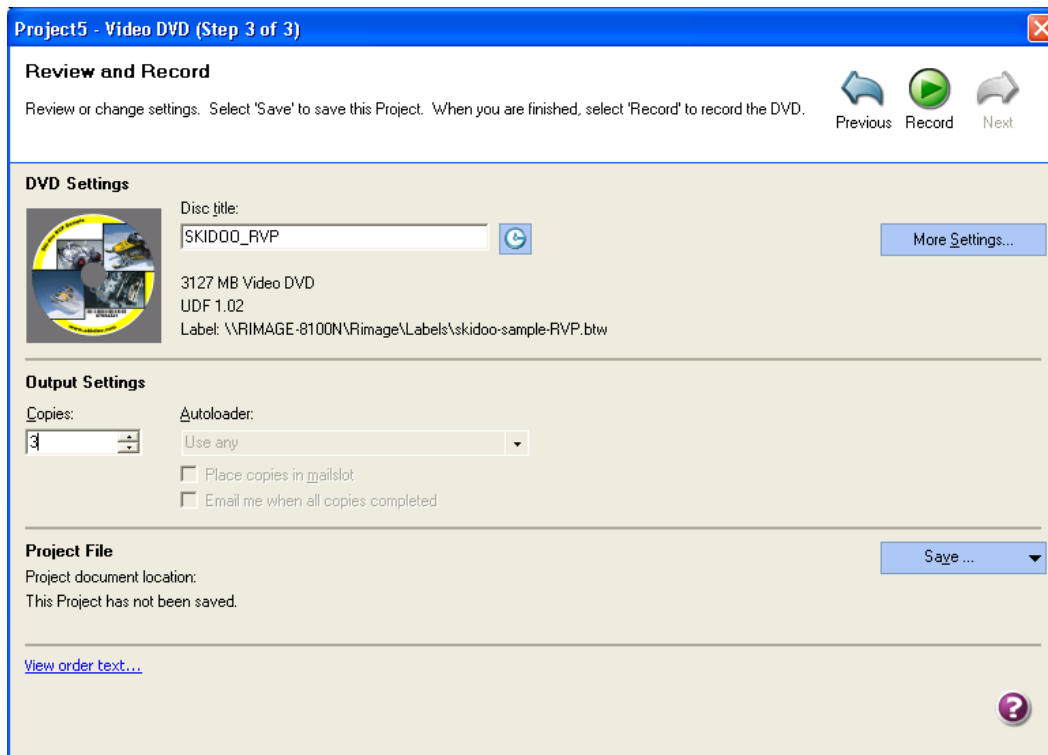 Project5 - Video DVD (Step 3 of 3)
Review and Record
Review or change settings. Select 'Save' to save this Project. When you are finished, select 'Record' to record the DVD.
Previous
Record
Next
DVD Settings
Disc title:
SKIDOO_RVP
More Settings...
www.skidoo.com
3127 MB Video DVD
UDF 1.02
Label: \\RIMAGE-8100N\Rimage\Labels\skidoo-sample-RVP.btw
Output Settings
Copies:
Autoloader:
3
Use any
Place copies in mailslot
Email me when all copies completed
Project File
Save ...
Project document location:
This Project has not been saved.
View order text...
?